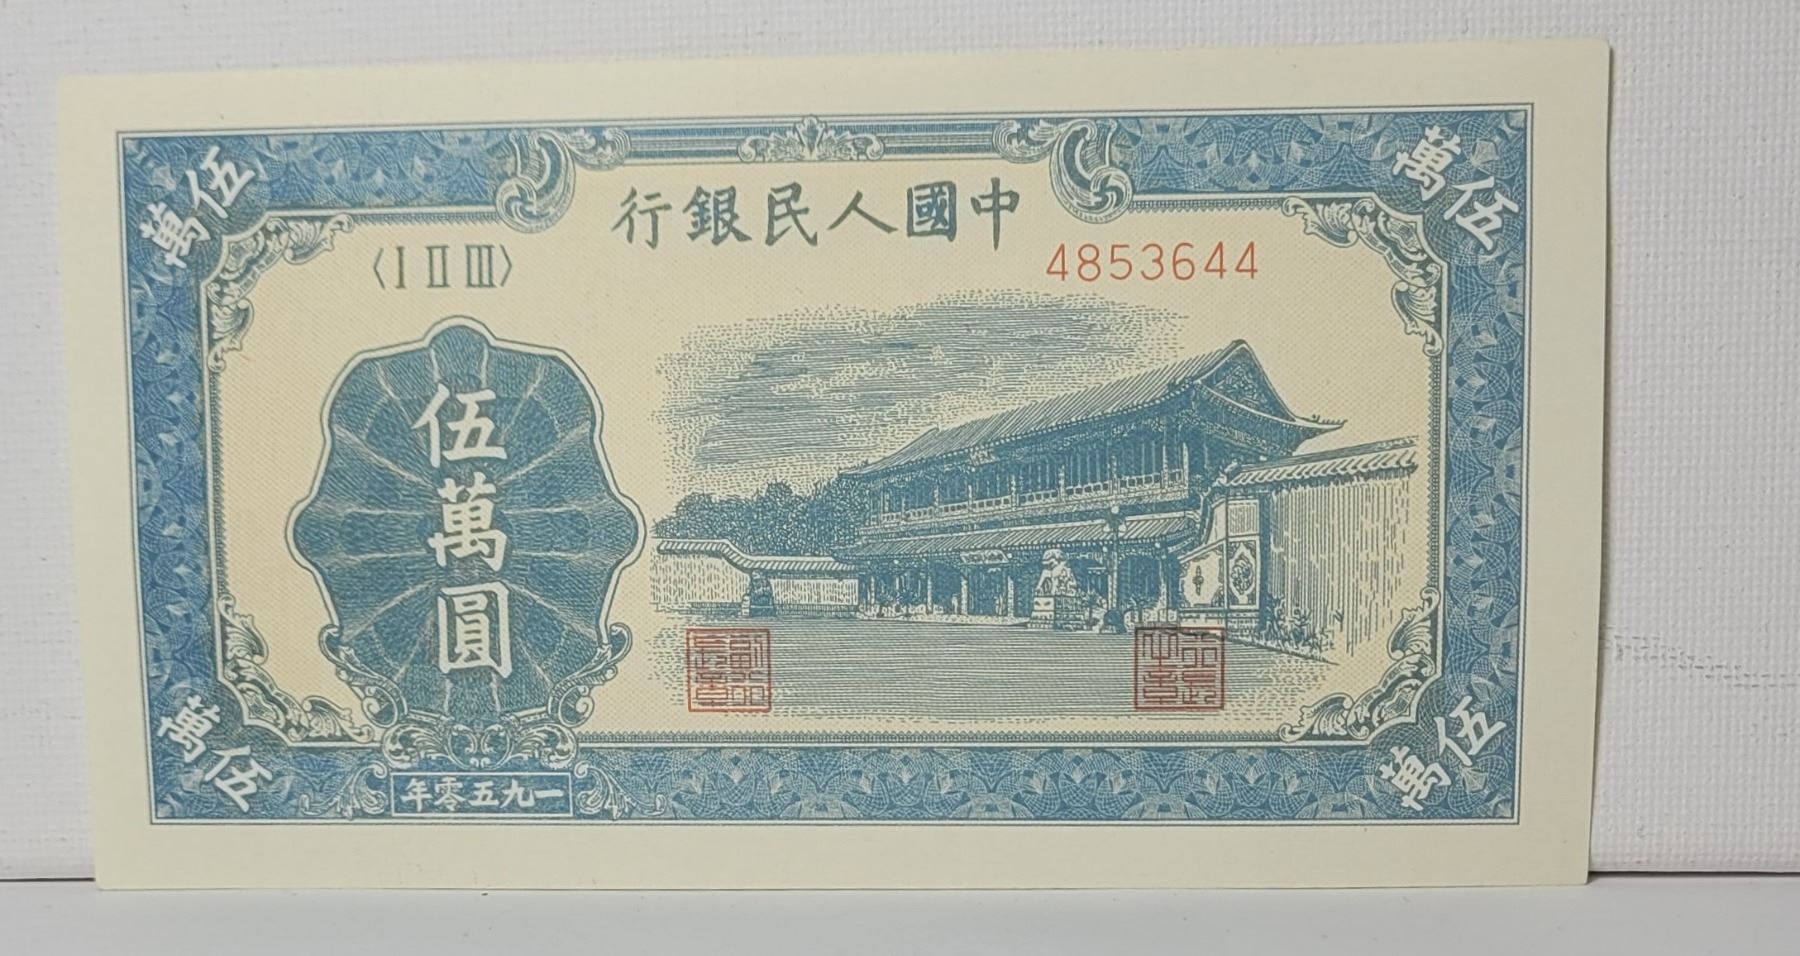 伍萬
中國人民銀行
伍萬
〈I II III〉
4853644
伍
萬
圓
伍萬
一九五零年
伍萬